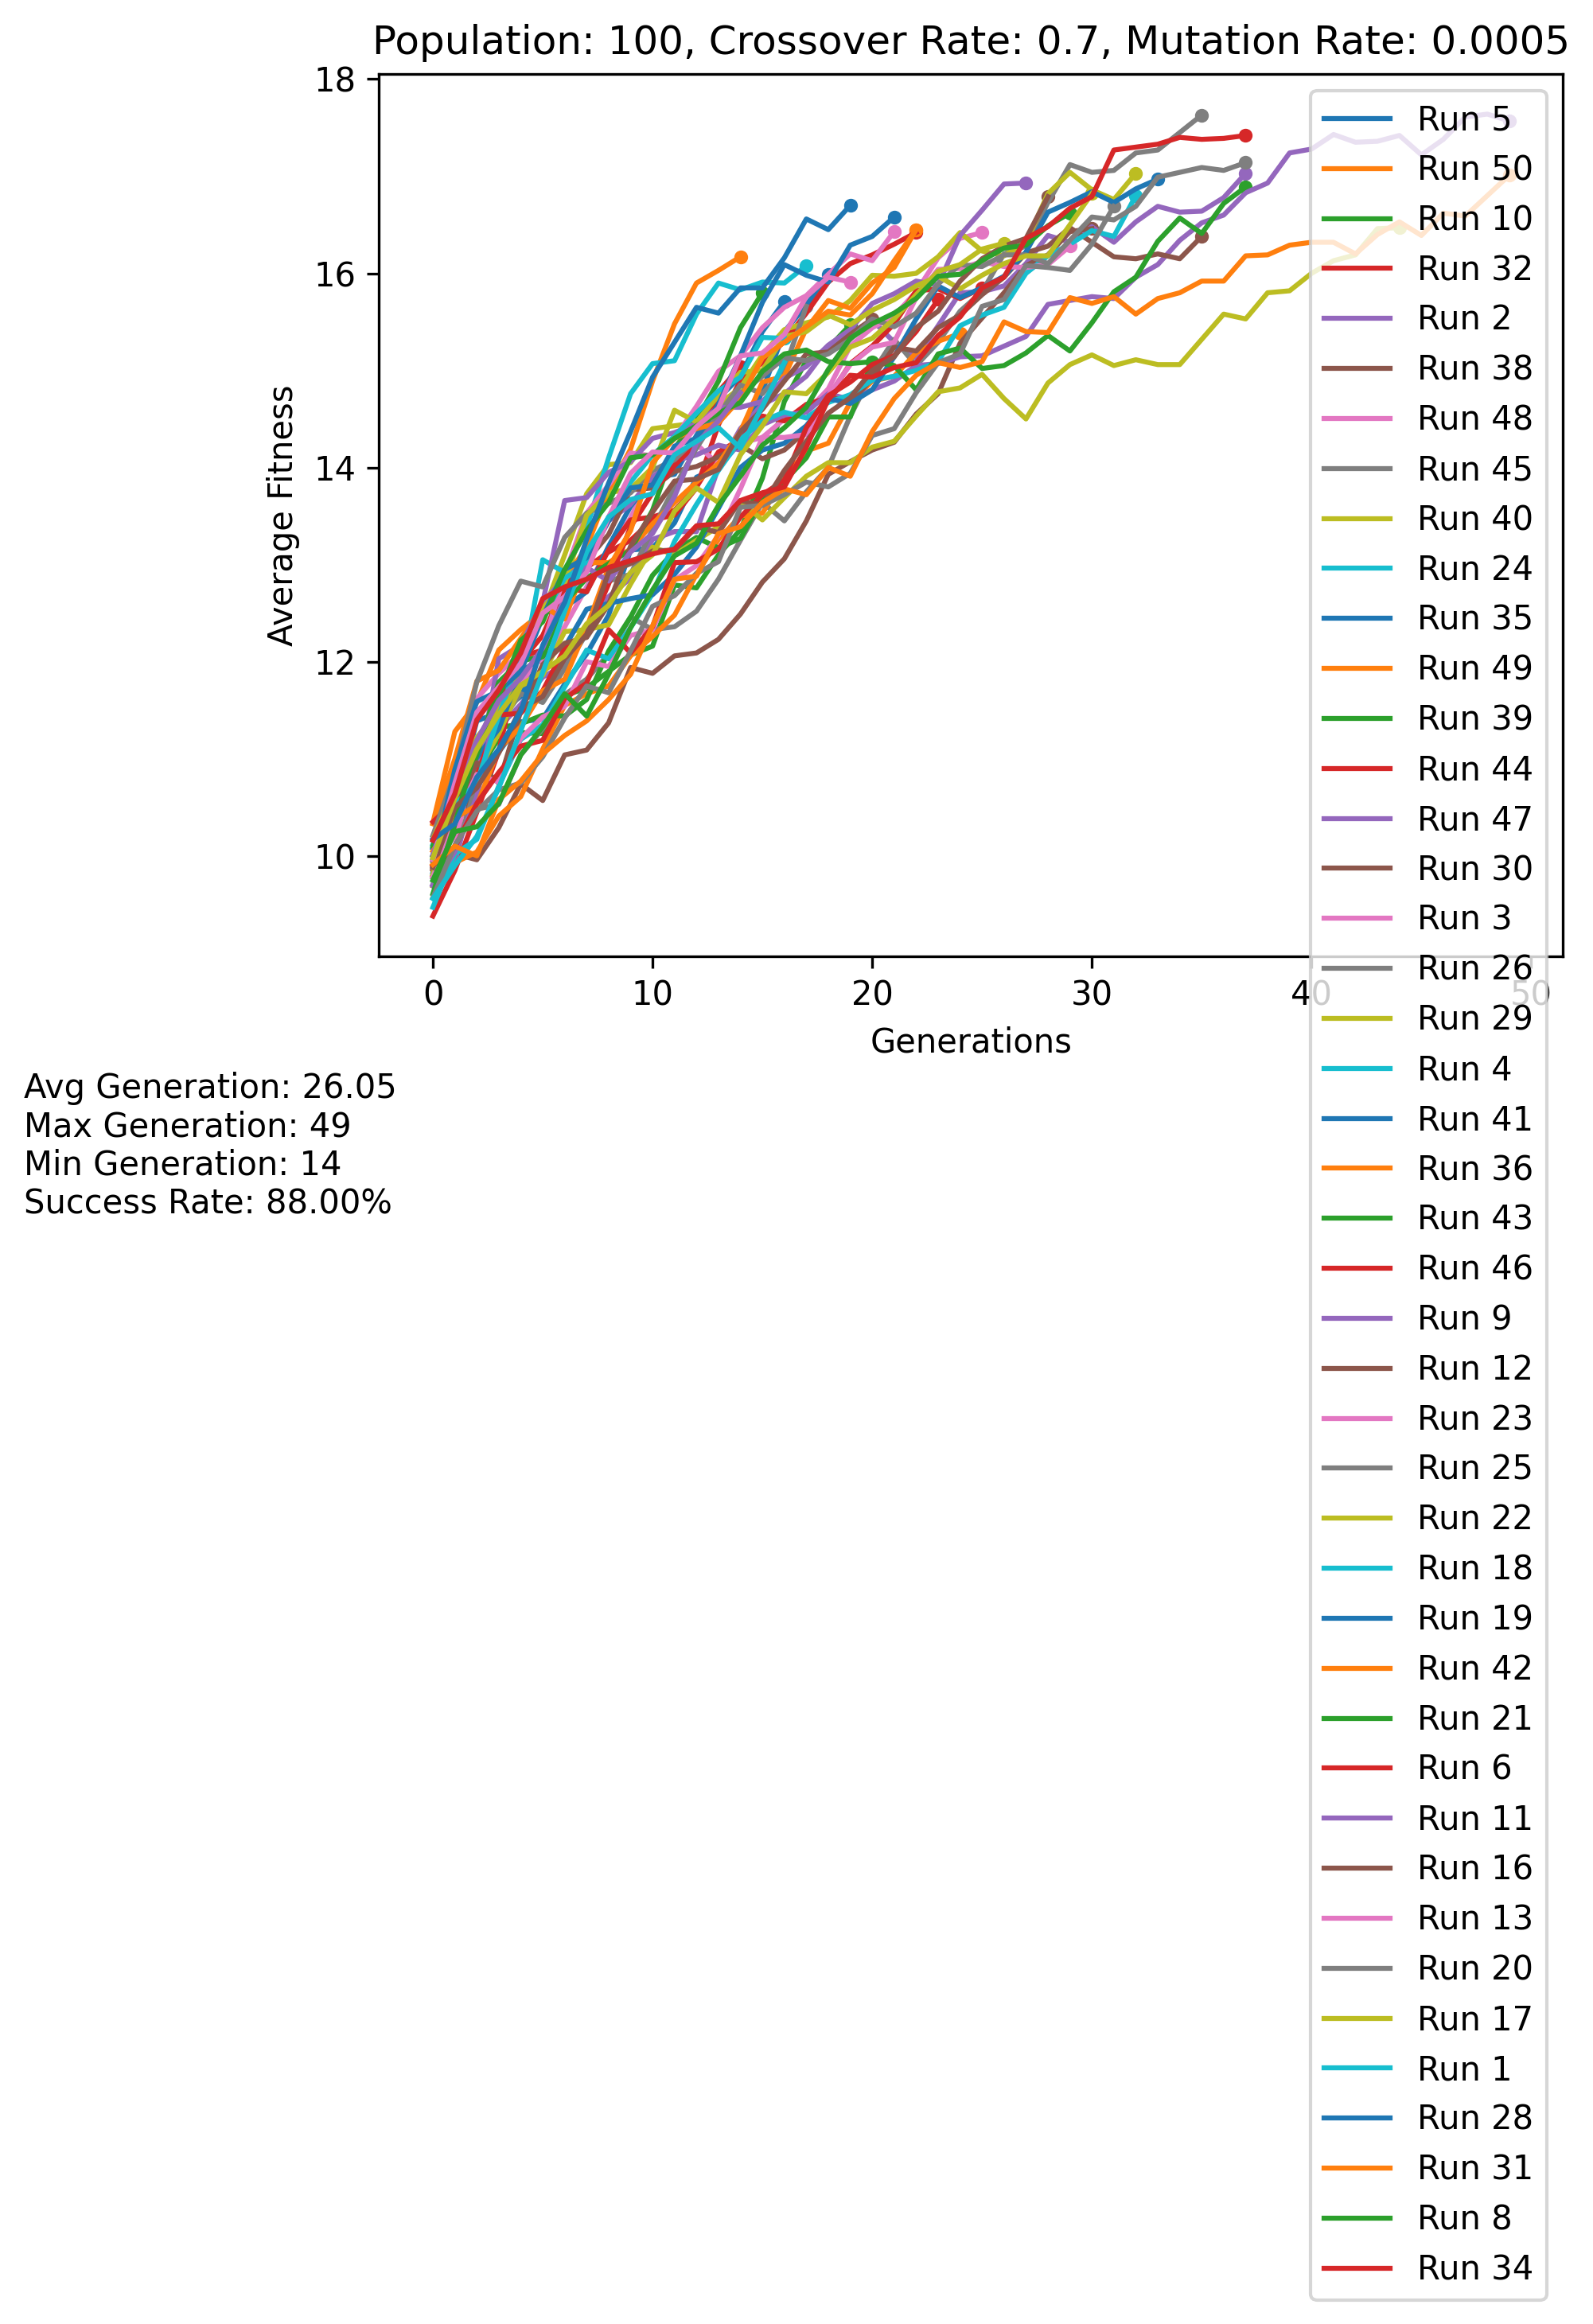 Population: 100, Crossover Rate: 0.7, Mutation Rate: 0.0005
18
16
14
12
10
Average Fitness
0 10 20 30 40 50
Generations
Run 5
Run 50
Run 10
Run 32
Run 2
Run 38
Run 48
Run 45
Run 40
Run 24
Run 35
Run 49
Run 39
Run 44
Run 47
Run 30
Run 3
Run 26
Run 29
Run 4
Run 41
Run 36
Run 43
Run 46
Run 9
Run 12
Run 23
Run 25
Run 22
Run 18
Run 19
Run 42
Run 21
Run 6
Run 11
Run 16
Run 13
Run 20
Run 17
Run 1
Run 28
Run 31
Run 8
Run 34
Avg Generation: 26.05
Max Generation: 49
Min Generation: 14
Success Rate: 88.00%